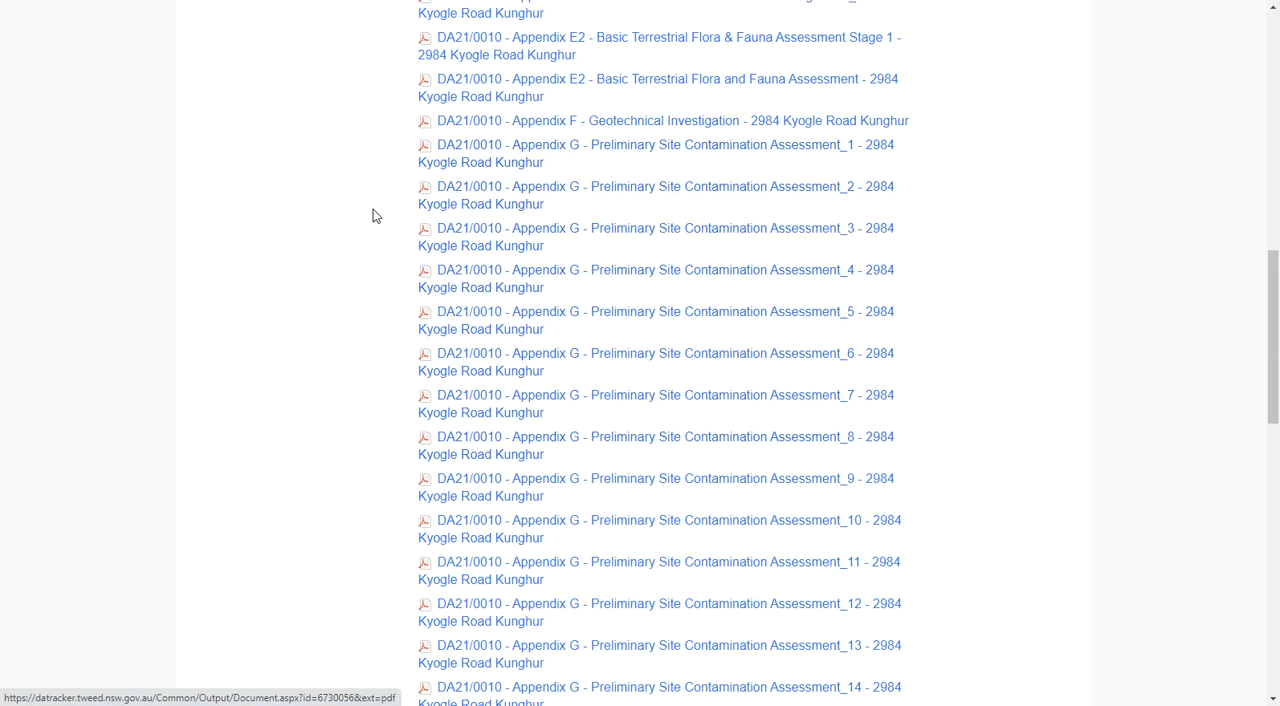 Kyogle Road Kunghur
DA21/0010 - Appendix E2 - Basic Terrestrial Flora & Fauna Assessment Stage 1 -
2984 Kyogle Road Kunghur
DA21/0010 - Appendix E2 - Basic Terrestrial Flora and Fauna Assessment - 2984
Kyogle Road Kunghur
DA21/0010 - Appendix F - Geotechnical Investigation - 2984 Kyogle Road Kunghur
DA21/0010 - Appendix G - Preliminary Site Contamination Assessment_1 - 2984
Kyogle Road Kunghur
DA21/0010 - Appendix G - Preliminary Site Contamination Assessment_2 - 2984
Kyogle Road Kunghur
DA21/0010 - Appendix G - Preliminary Site Contamination Assessment_3 - 2984
Kyogle Road Kunghur
DA21/0010 - Appendix G - Preliminary Site Contamination Assessment_4 - 2984
Kyogle Road Kunghur
DA21/0010 - Appendix G - Preliminary Site Contamination Assessment_5 - 2984
Kyogle Road Kunghur
DA21/0010 - Appendix G - Preliminary Site Contamination Assessment_6 - 2984
Kyogle Road Kunghur
DA21/0010 - Appendix G - Preliminary Site Contamination Assessment_7 - 2984
Kyogle Road Kunghur
DA21/0010 - Appendix G - Preliminary Site Contamination Assessment_8 - 2984
Kyogle Road Kunghur
DA21/0010 - Appendix G - Preliminary Site Contamination Assessment_9 - 2984
Kyogle Road Kunghur
DA21/0010 - Appendix G - Preliminary Site Contamination Assessment_10 - 2984
Kyogle Road Kunghur
DA21/0010 - Appendix G - Preliminary Site Contamination Assessment_11 - 2984
Kyogle Road Kunghur
DA21/0010 - Appendix G - Preliminary Site Contamination Assessment_12 - 2984
Kyogle Road Kunghur
DA21/0010 - Appendix G - Preliminary Site Contamination Assessment_13 - 2984
Kyogle Road Kunghur
DA21/0010 - Appendix G - Preliminary Site Contamination Assessment_14 - 2984
Kyogle Road Kunghur
https://datracker.tweed.nsw.gov.au/Common/Output/Document.aspx?id=6730056&ext=pdf